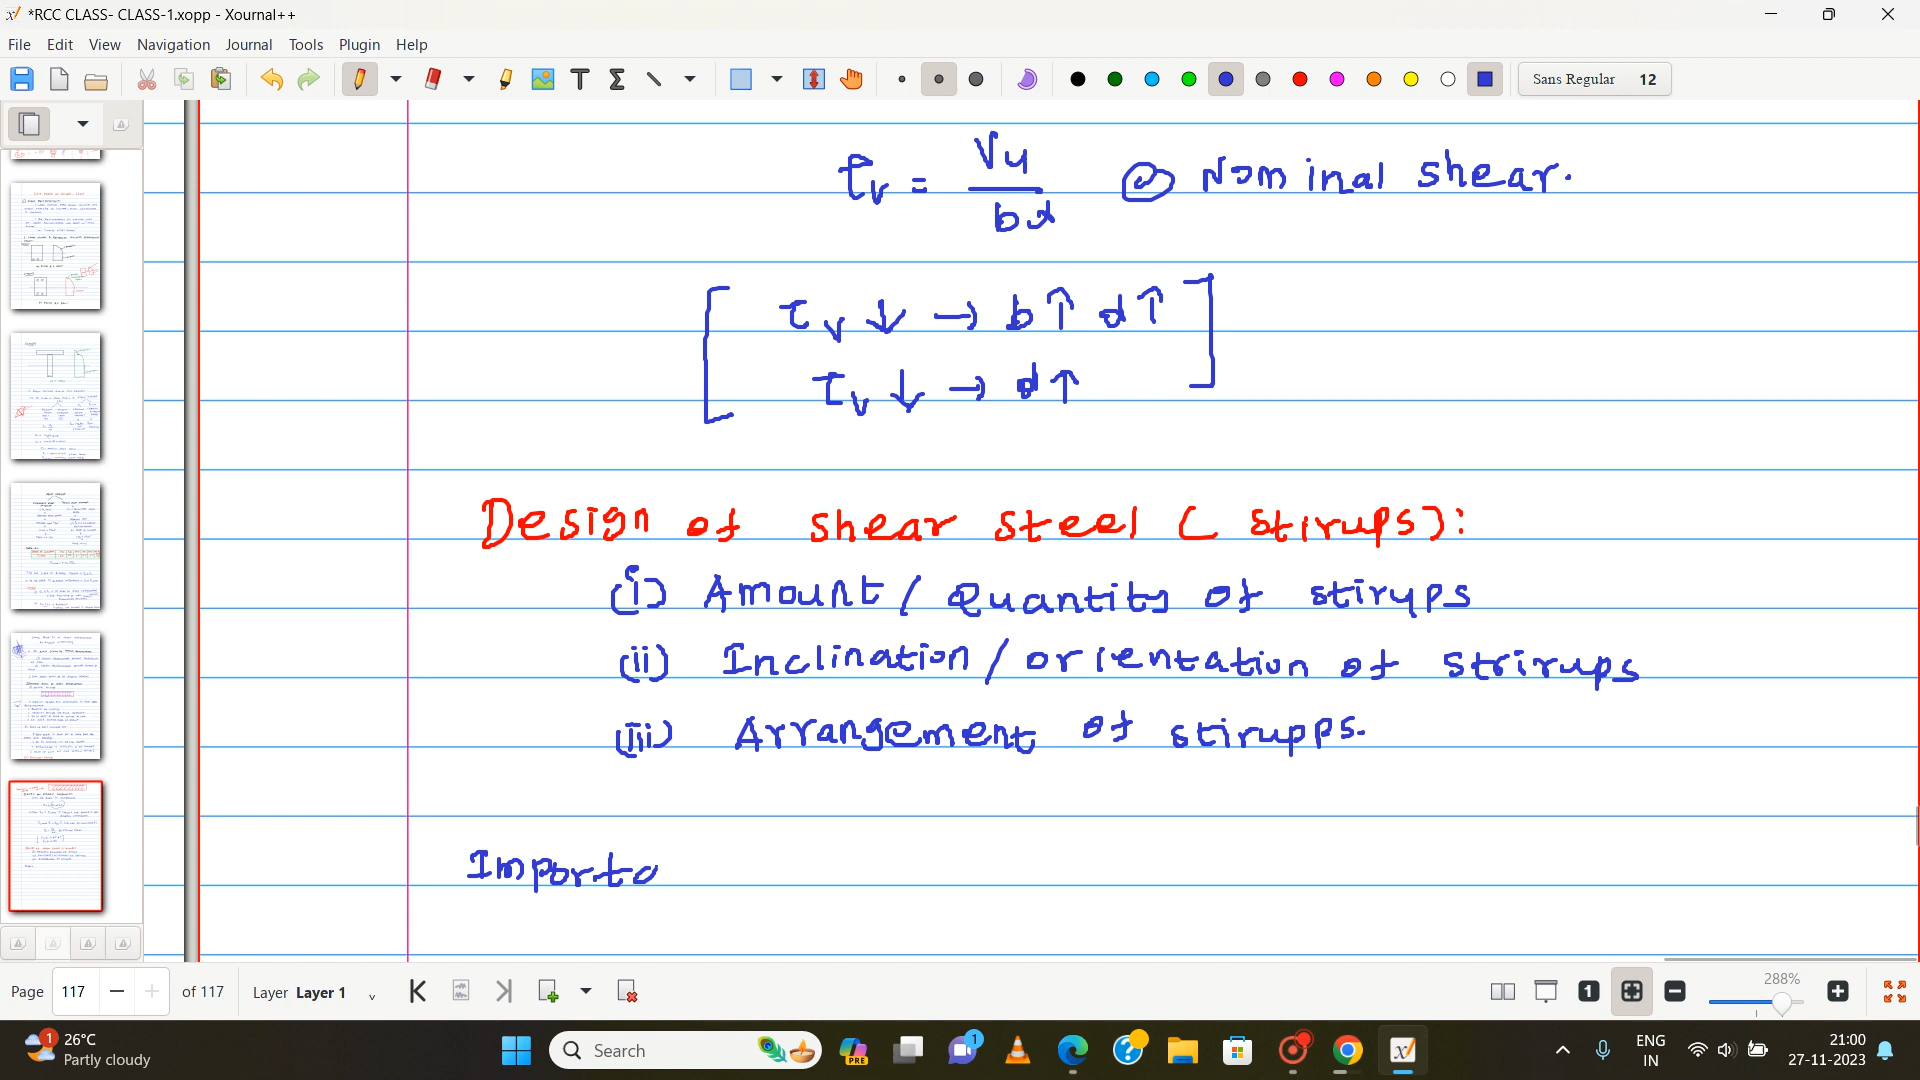 *RCC CLASS- CLASS-1.xopp - Xournal++
File Edit View Navigation Journal Tools Plugin Help
Sans Regular 12
τv = Vu / bd @ Nominal shear.
[ τv ↓ → b↑ d↑ ]
τv ↓ → d↑
Design of shear steel ( stirups):
(i) Amount / Quantity of stirups
(ii) Inclination / orientation of strirups
(iii) Arrangement of stirupps.
Importa
Page 117 of 117 Layer Layer 1
288%
26°C
Partly cloudy
Search
PRE
ENG
IN
21:00
27-11-2023